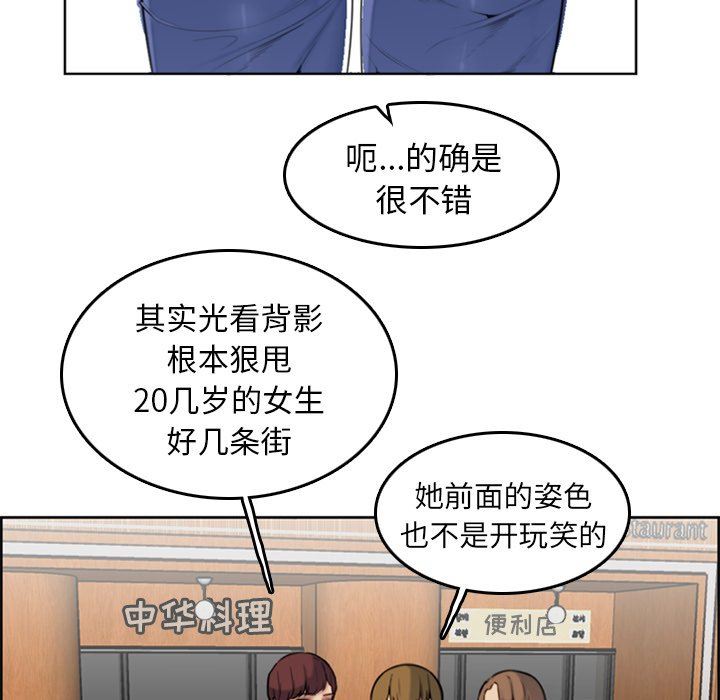 呃...的确是
很不错
其实光看背影
根本狠甩
20几岁的女生
好几条街
她前面的姿色
也不是开玩笑的
taurant
中华料理
便利店